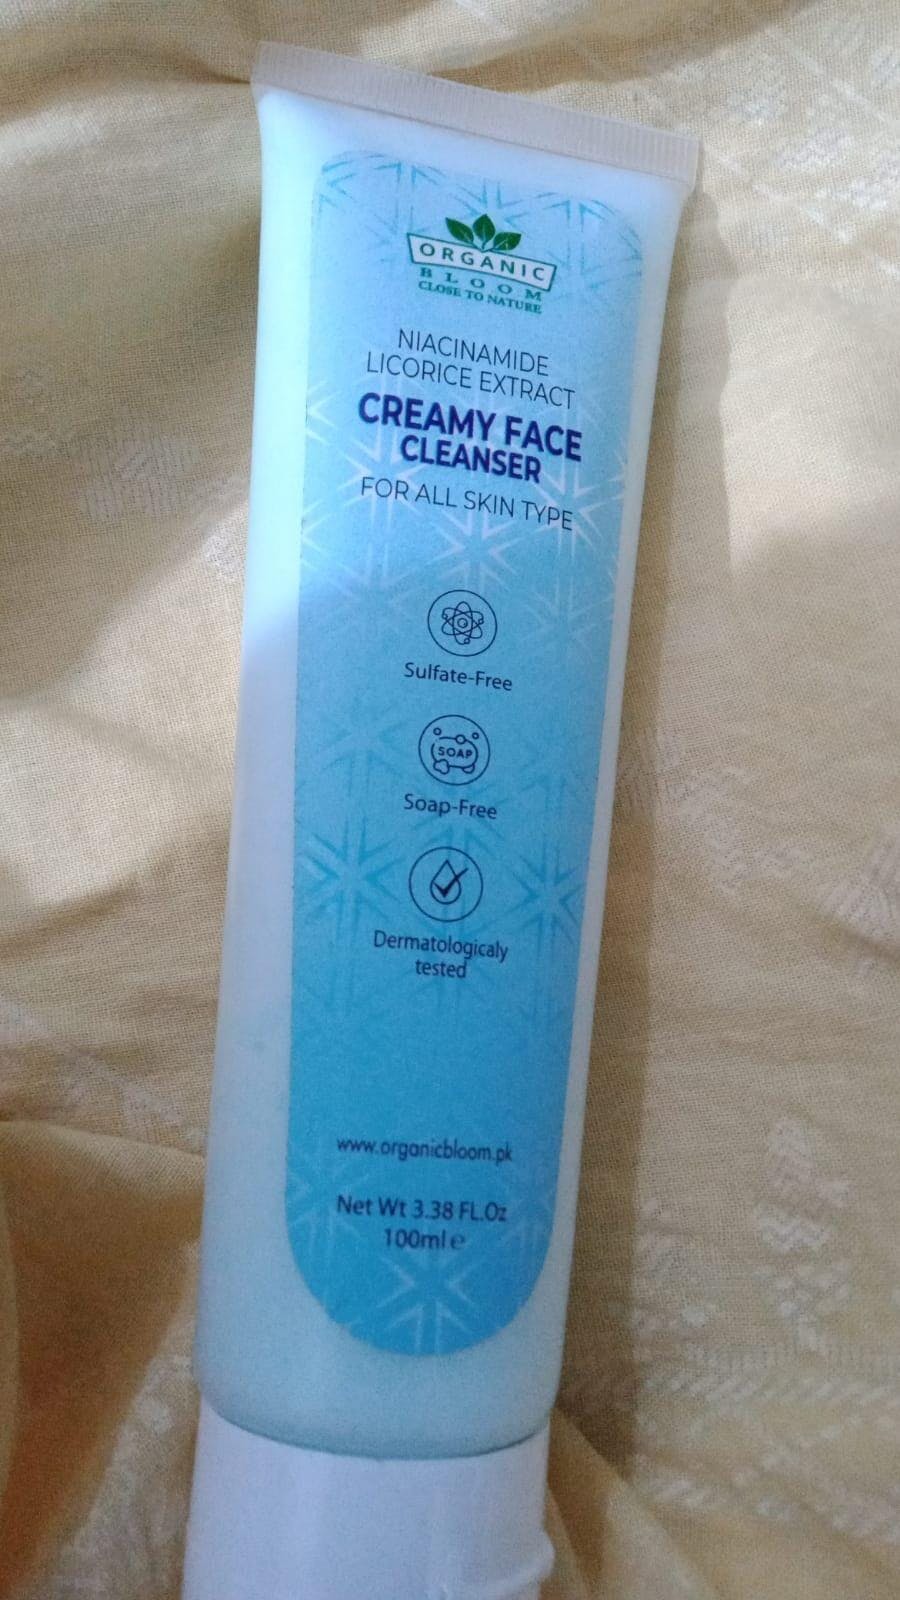 ORGANIC
BLOOM
CLOSE TO NATURE
NIACINAMIDE
LICORICE EXTRACT
CREAMY FACE
CLEANSER
FOR ALL SKIN TYPE
Sulfate-Free
SOAP
Soap-Free
Dermatologicaly
tested
www.organicbloom.pk
Net Wt 3.38 FL.Oz
100ml e